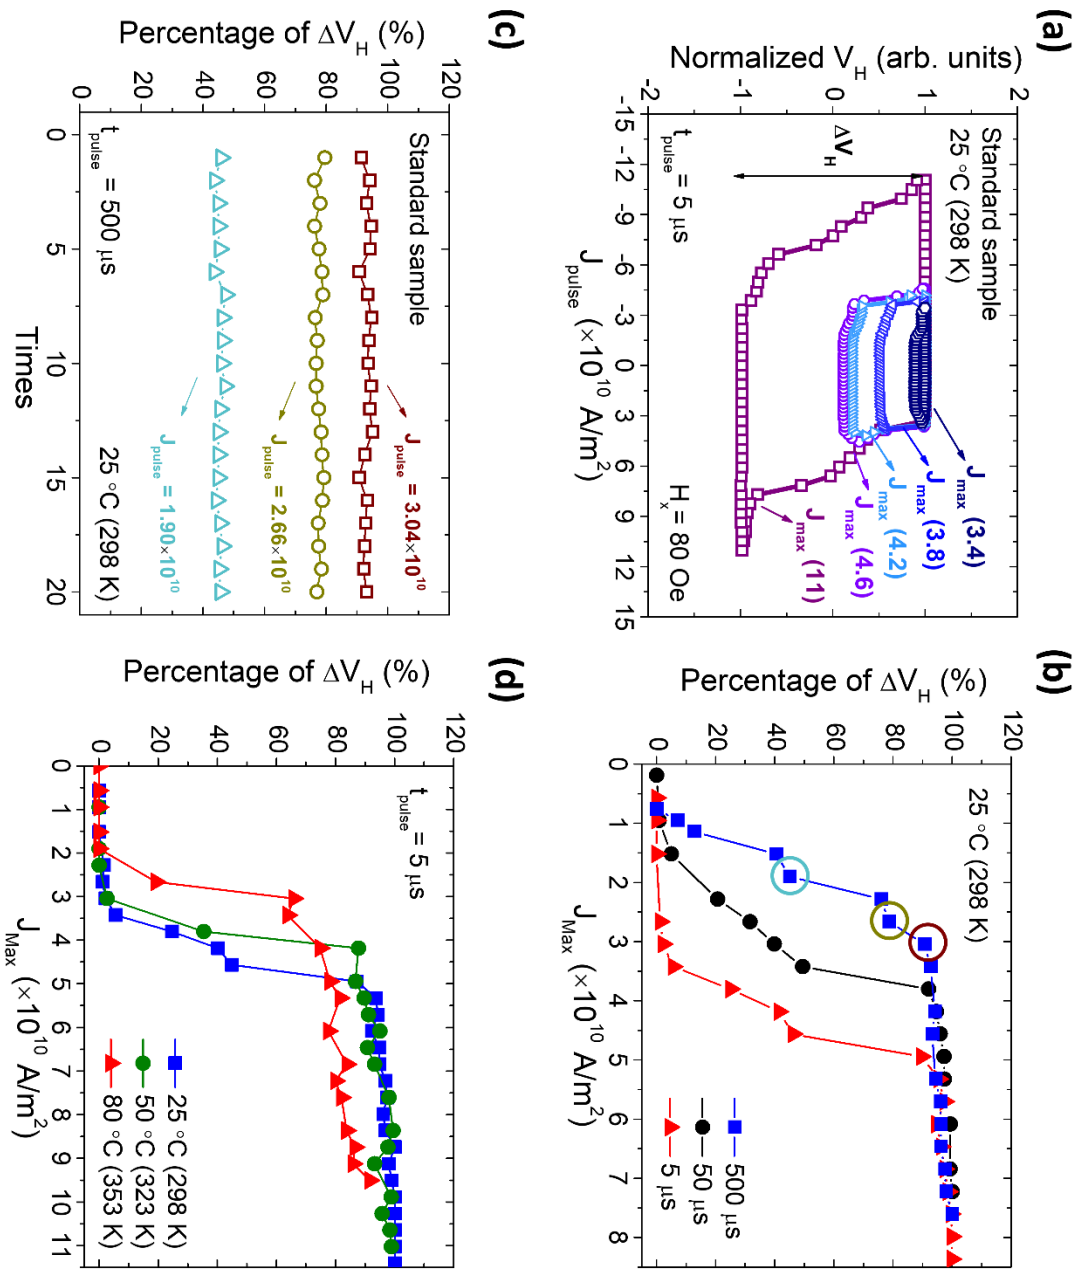 (a)
Normalized V_H (arb. units)
2
1
0
-1
-2
Standard sample
25 °C (298 K)
ΔV_H
t_pulse = 5 μs
H_x = 80 Oe
J_max (3.4)
J_max (3.8)
J_max (4.2)
J_max (4.6)
J_max (11)
-15 -12 -9 -6 -3 0 3 6 9 12 15
J_pulse (×10^10 A/m^2)
(b)
Percentage of ΔV_H (%)
120
100
80
60
40
20
0
25 °C (298 K)
500 μs
50 μs
5 μs
0 1 2 3 4 5 6 7 8
J_Max (×10^10 A/m^2)
(c)
Percentage of ΔV_H (%)
120
100
80
60
40
20
0
Standard sample
J_pulse = 3.04×10^10
J_pulse = 2.66×10^10
J_pulse = 1.90×10^10
t_pulse = 500 μs
25 °C (298 K)
0 5 10 15 20
Times
(d)
Percentage of ΔV_H (%)
120
100
80
60
40
20
0
t_pulse = 5 μs
25 °C (298 K)
50 °C (323 K)
80 °C (353 K)
0 1 2 3 4 5 6 7 8 9 10 11
J_Max (×10^10 A/m^2)